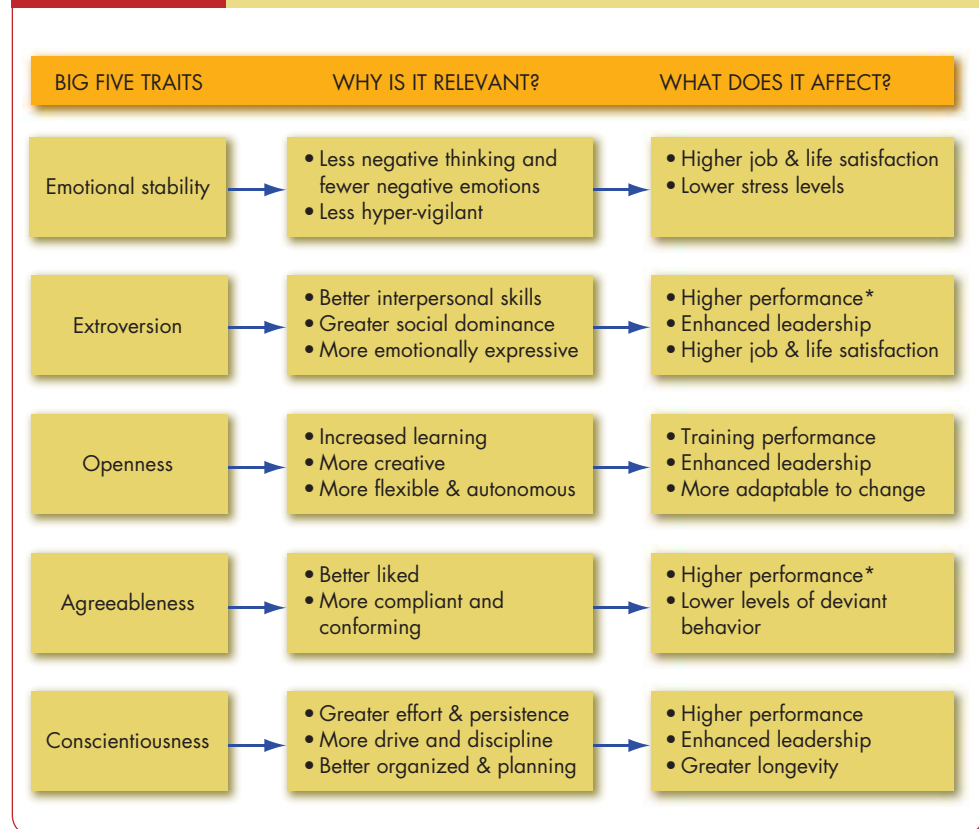 BIG FIVE TRAITS WHY IS IT RELEVANT? WHAT DOES IT AFFECT?
Emotional stability
• Less negative thinking and
fewer negative emotions
• Less hyper-vigilant
• Higher job & life satisfaction
• Lower stress levels
Extroversion
• Better interpersonal skills
• Greater social dominance
• More emotionally expressive
• Higher performance*
• Enhanced leadership
• Higher job & life satisfaction
Openness
• Increased learning
• More creative
• More flexible & autonomous
• Training performance
• Enhanced leadership
• More adaptable to change
Agreeableness
• Better liked
• More compliant and
conforming
• Higher performance*
• Lower levels of deviant
behavior
Conscientiousness
• Greater effort & persistence
• More drive and discipline
• Better organized & planning
• Higher performance
• Enhanced leadership
• Greater longevity